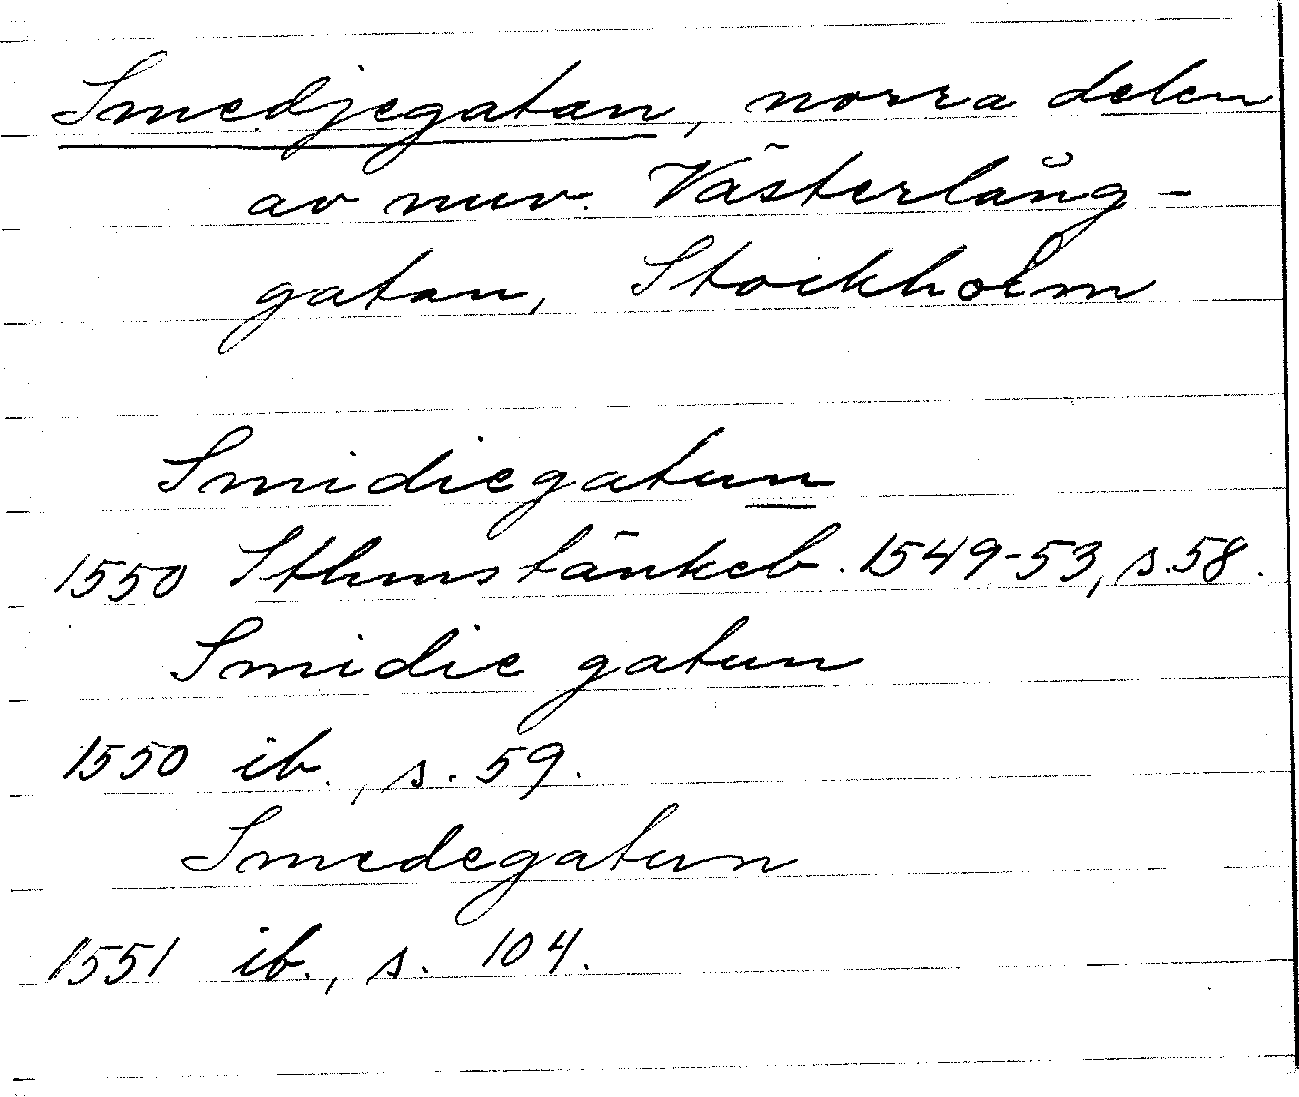 Smedjegatan, norra delen
av nuv. Västerlång-
gatan, Stockholm
Smidiegatun
1550 Sthms tänkeb. 1549-53, s. 58.
Smidie gatun
1550 ib., s. 59.
Smedegatun
1551 ib., s. 104.